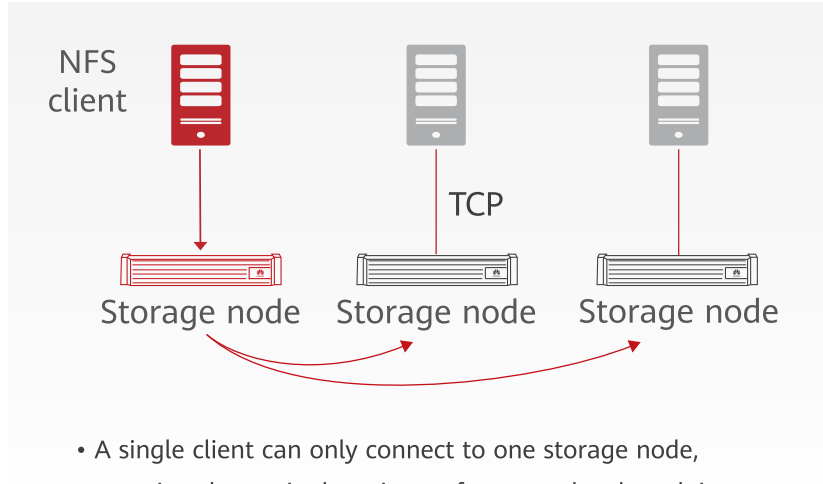 NFS
client
TCP
Storage node Storage node Storage node
• A single client can only connect to one storage node,